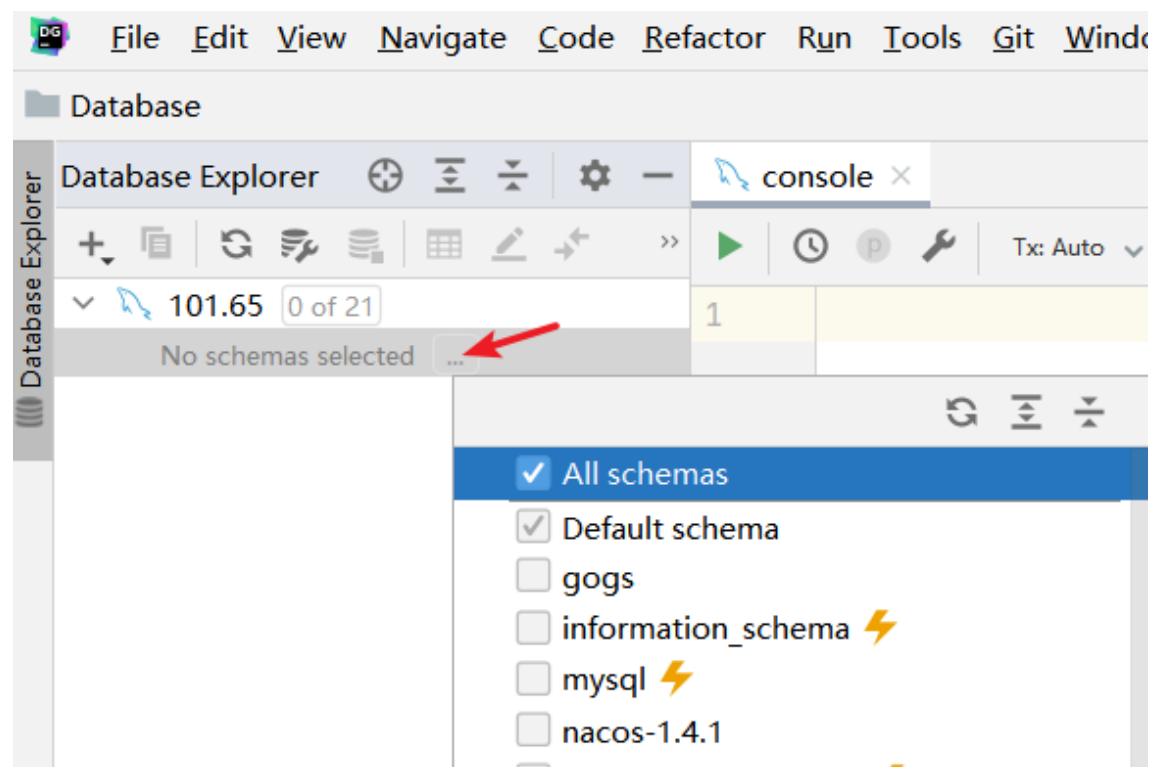 DG File Edit View Navigate Code Refactor Run Tools Git
Database
Database Explorer
Database Explorer console
P Tx: Auto
101.65 0 of 21
1
No schemas selected ...
All schemas
Default schema
gogs
information_schema
mysql
nacos-1.4.1